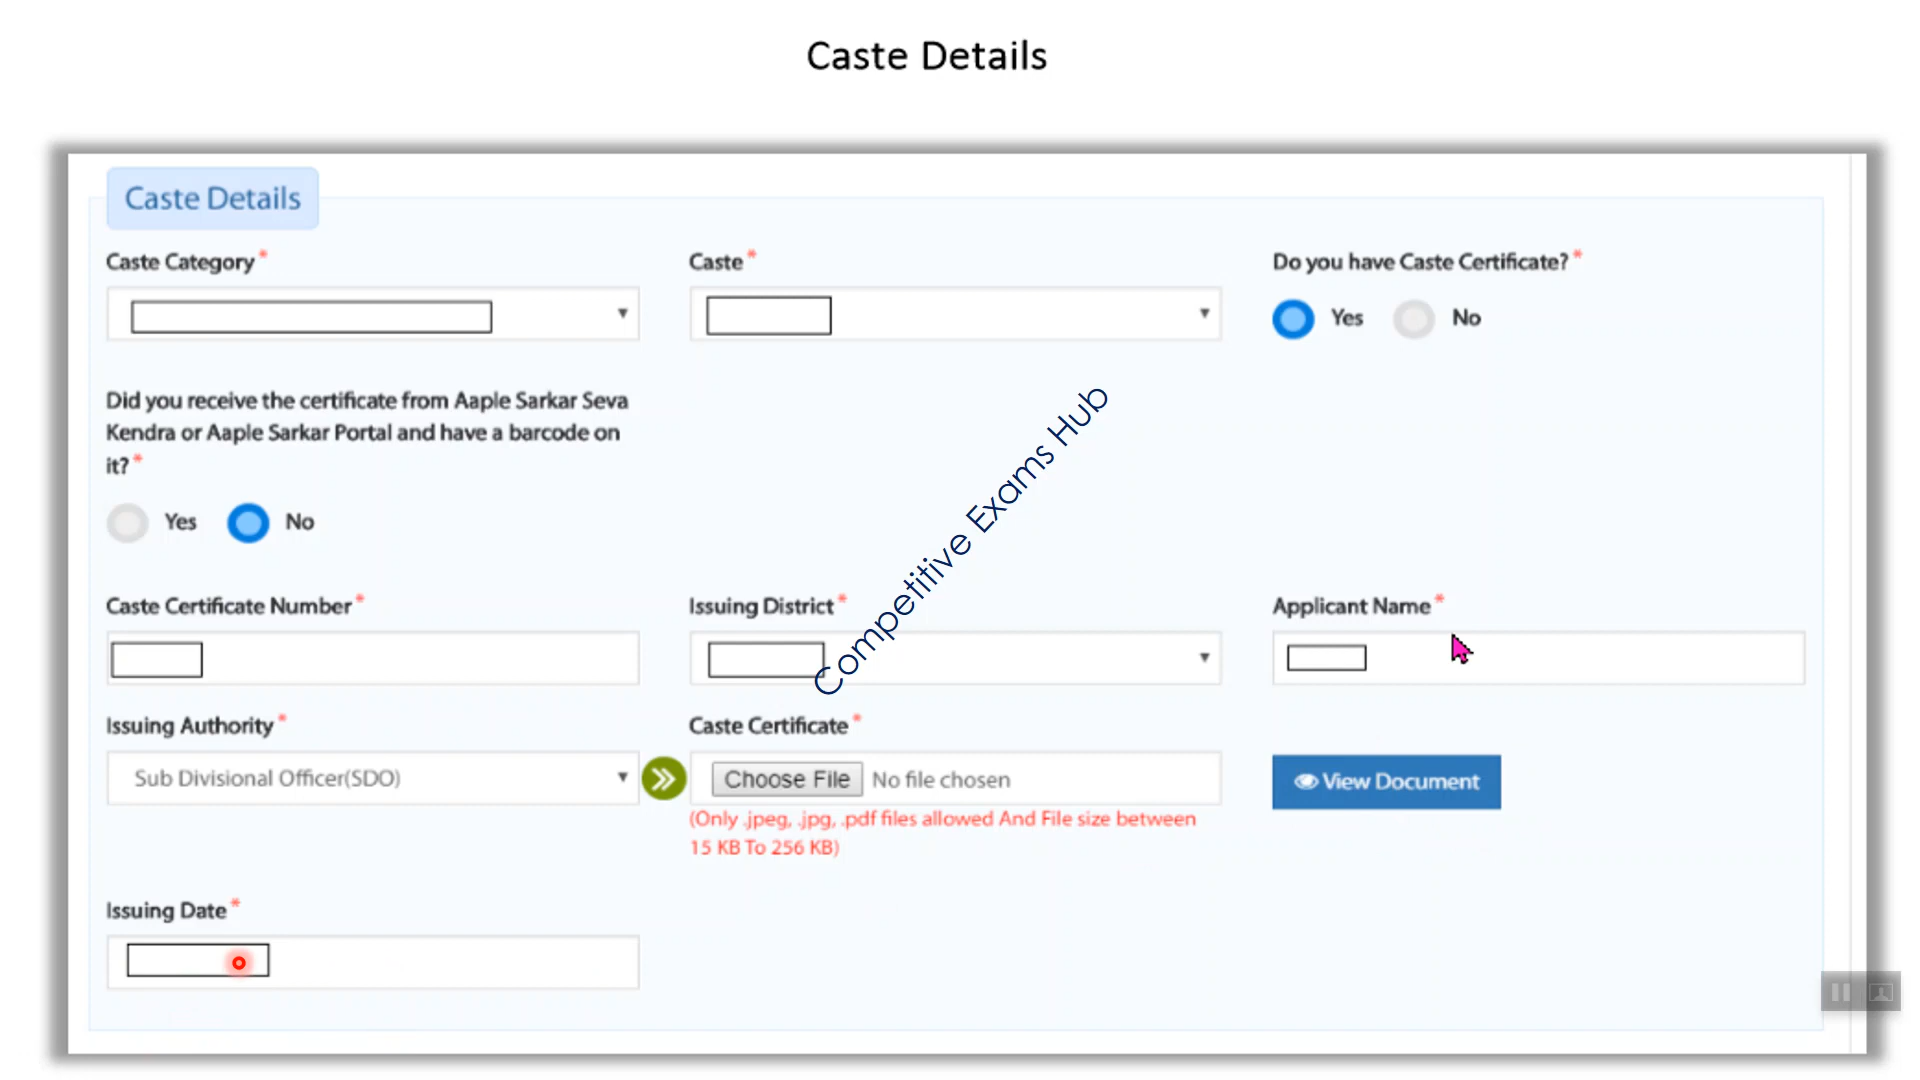 Caste Details
Caste Details
Caste Category *
Caste *
Do you have Caste Certificate? *
Yes No
Did you receive the certificate from Aaple Sarkar Seva
Kendra or Aaple Sarkar Portal and have a barcode on
it? *
Yes No
Competitive Exams Hub
Caste Certificate Number *
Issuing District *
Applicant Name *
Issuing Authority *
Sub Divisional Officer(SDO)
Caste Certificate *
Choose File No file chosen
(Only .jpeg, .jpg, .pdf files allowed And File size between
15 KB To 256 KB)
View Document
Issuing Date *